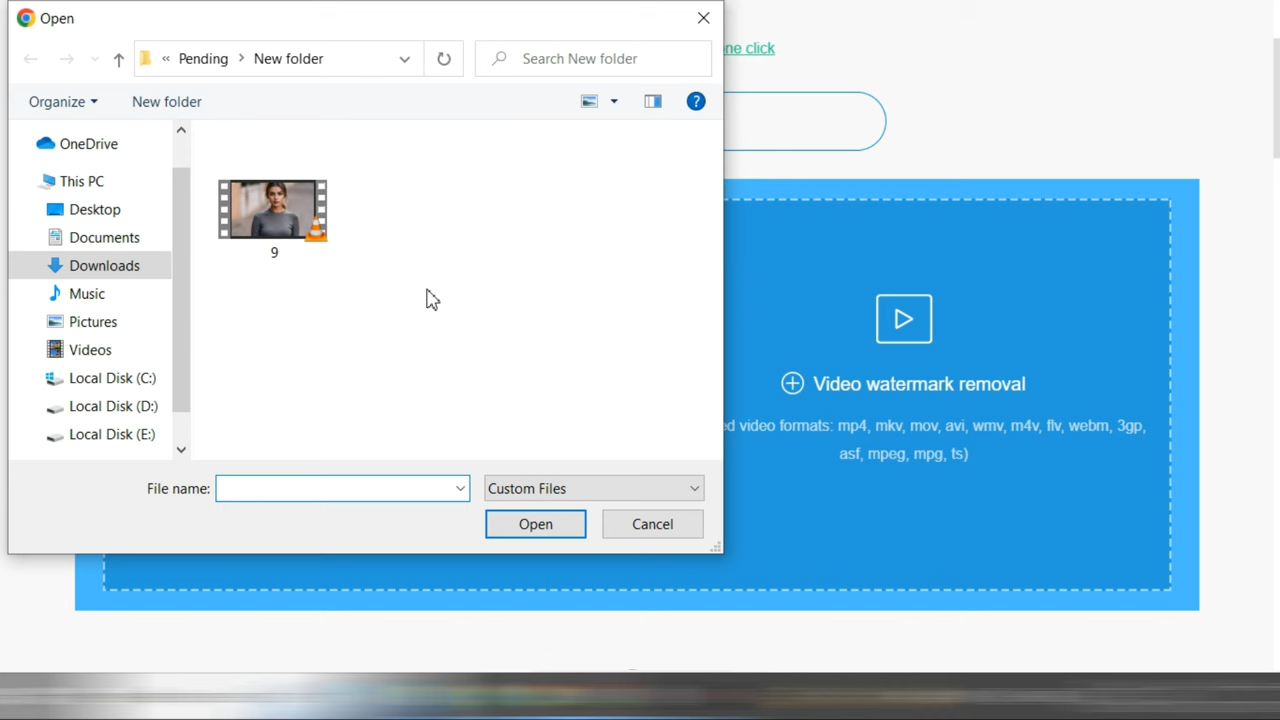 Open
« Pending > New folder
Search New folder
Organize
New folder
?
OneDrive
This PC
Desktop
Documents
Downloads
Music
Pictures
Videos
Local Disk (C:)
Local Disk (D:)
Local Disk (E:)
9
File name:
Custom Files
Open
Cancel
click
Video watermark removal
video formats: mp4, mkv, mov, avi, wmv, m4v, flv, webm, 3gp,
asf, mpeg, mpg, ts)